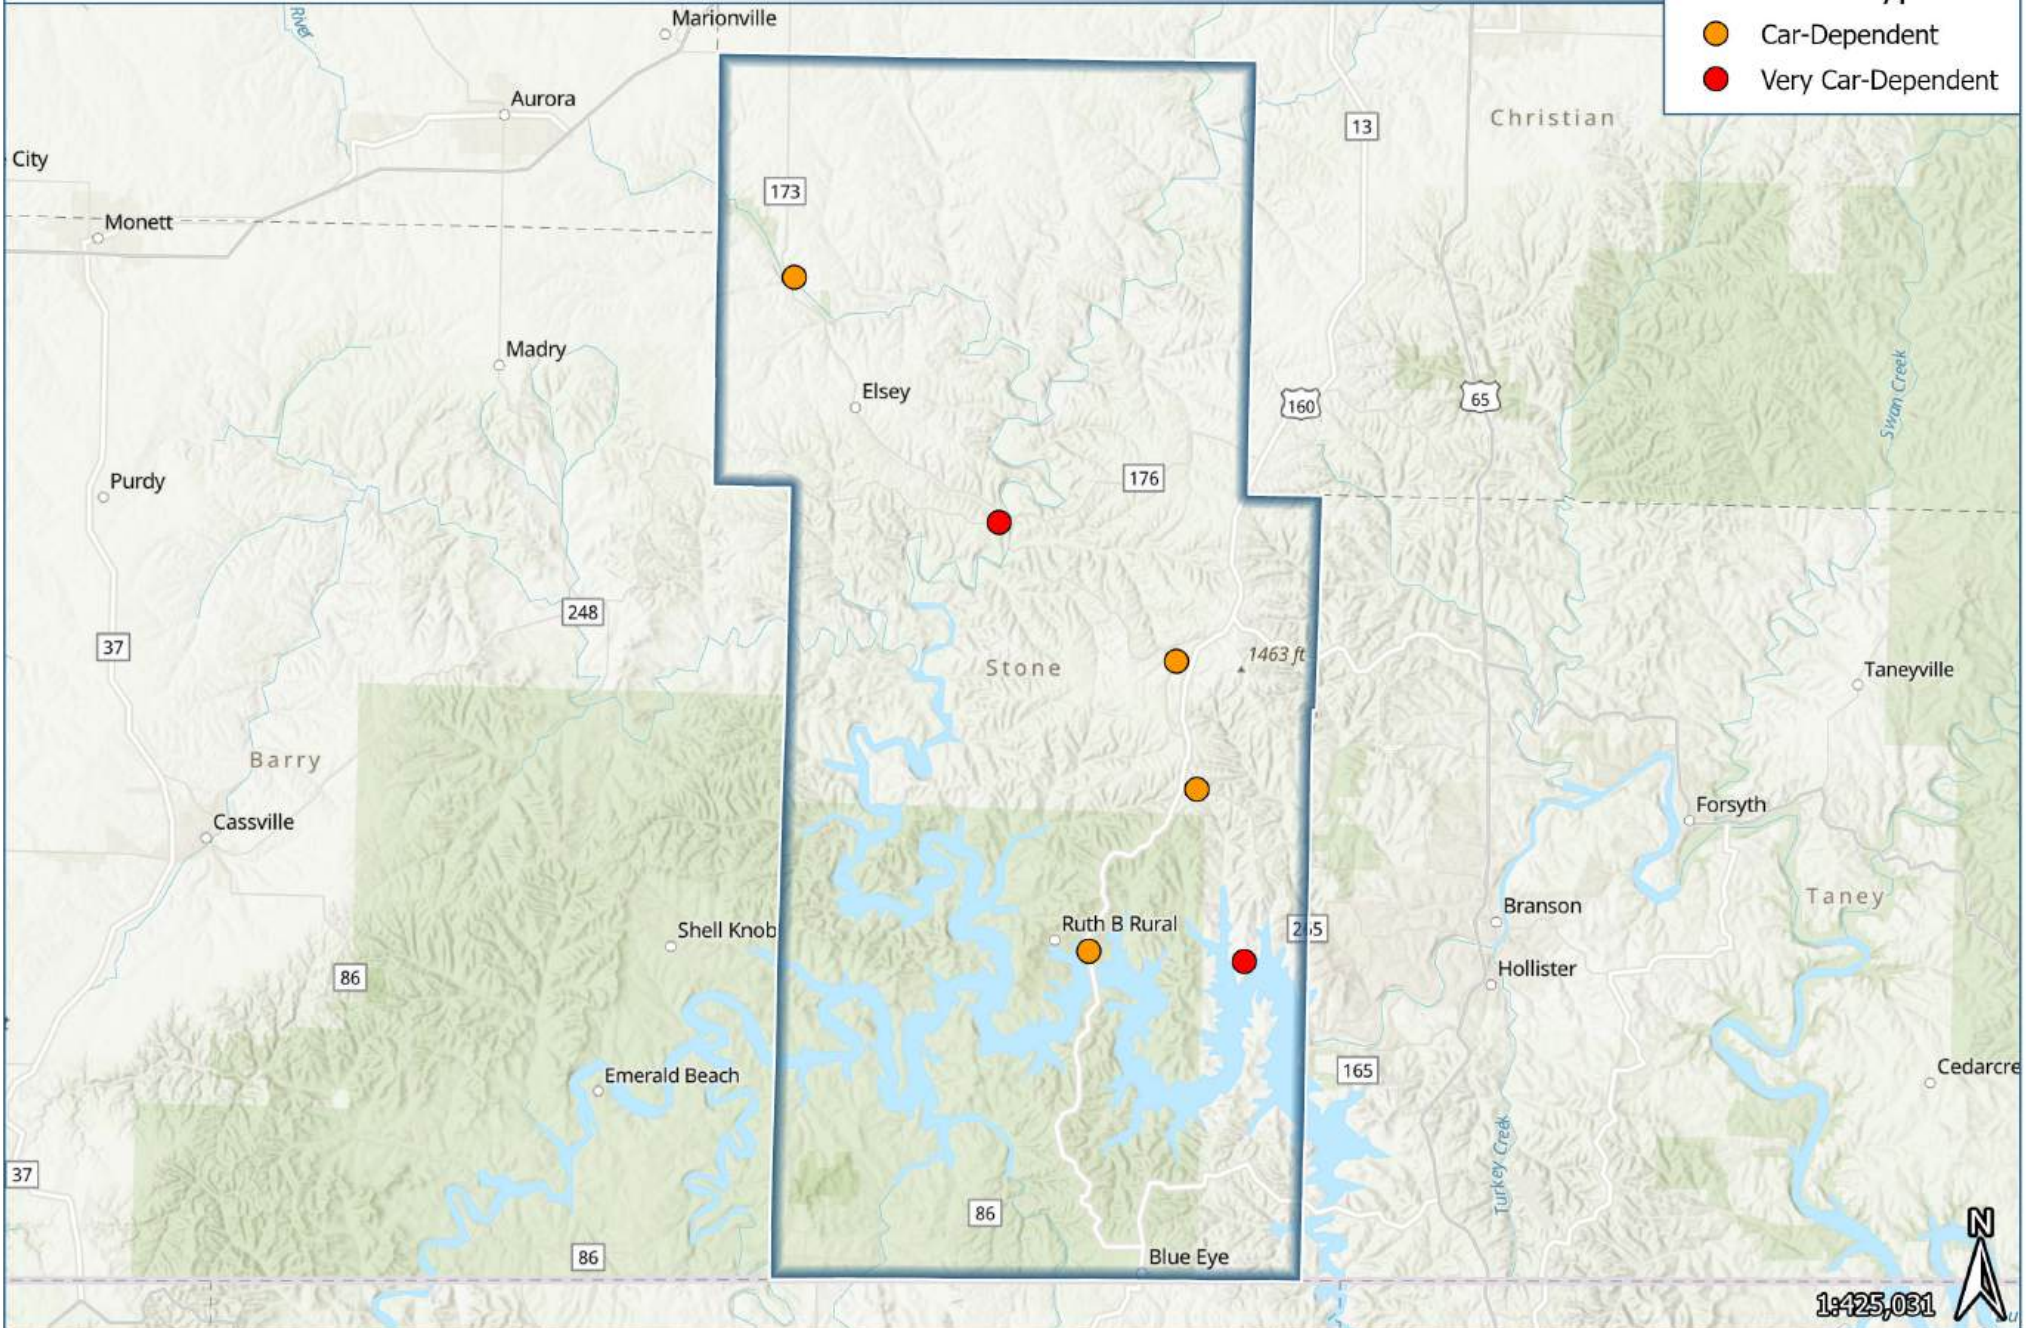 Car-Dependent
Very Car-Dependent
River
Marionville
Aurora
13
Christian
City
173
Monett
Madry
Elsey
160
65
Swan Creek
176
Purdy
248
37
Stone
1463 ft
Taneyville
Barry
Cassville
Forsyth
Taney
Branson
Ruth B Rural
265
Shell Knob
Hollister
86
165
Emerald Beach
Cedarcre
Turkey Creek
37
86
86
Blue Eye
N
1:425,031